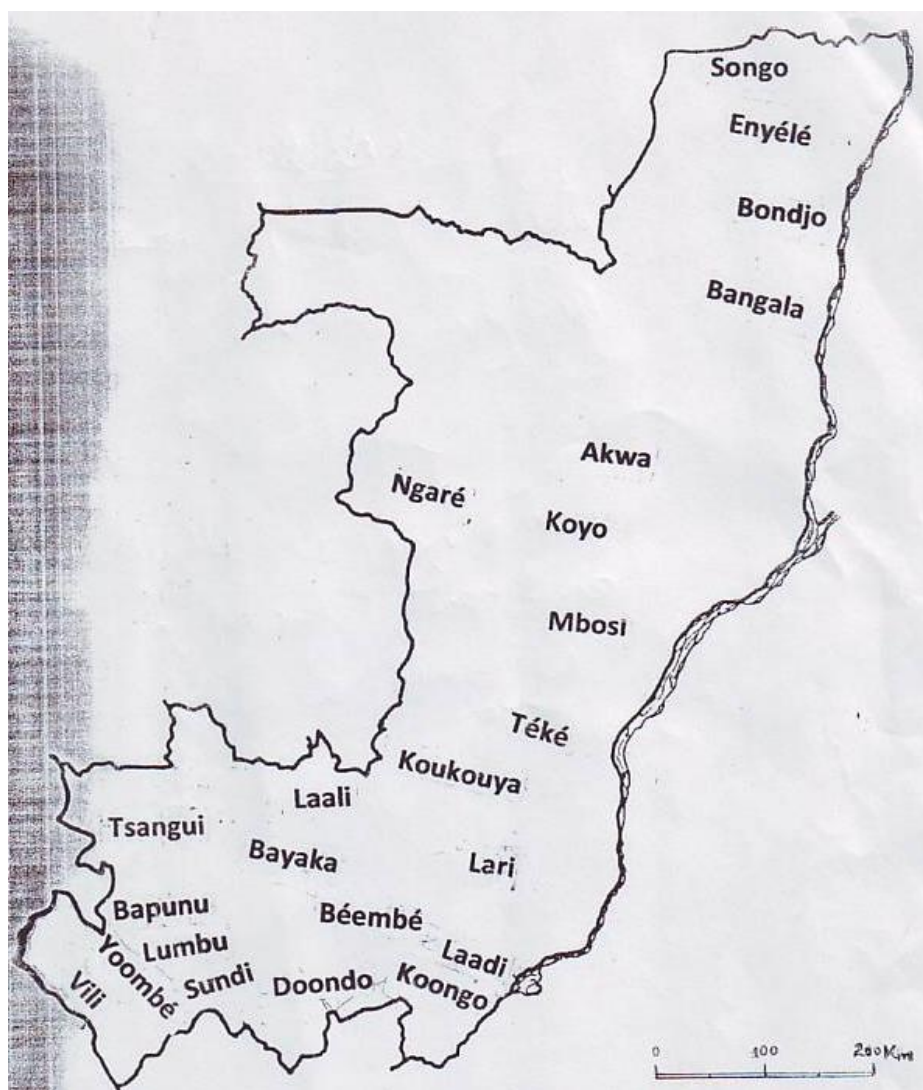 Songo
Enyélé
Bondjo
Bangala
Akwa
Ngaré
Koyo
Mbosi
Téké
Koukouya
Laali
Tsangui
Bayaka
Lari
Bapunu
Béembé
Lumbu
Laadi
Yoombé
Sundi
Doondo
Koongo
Vili
0 100 200 Km